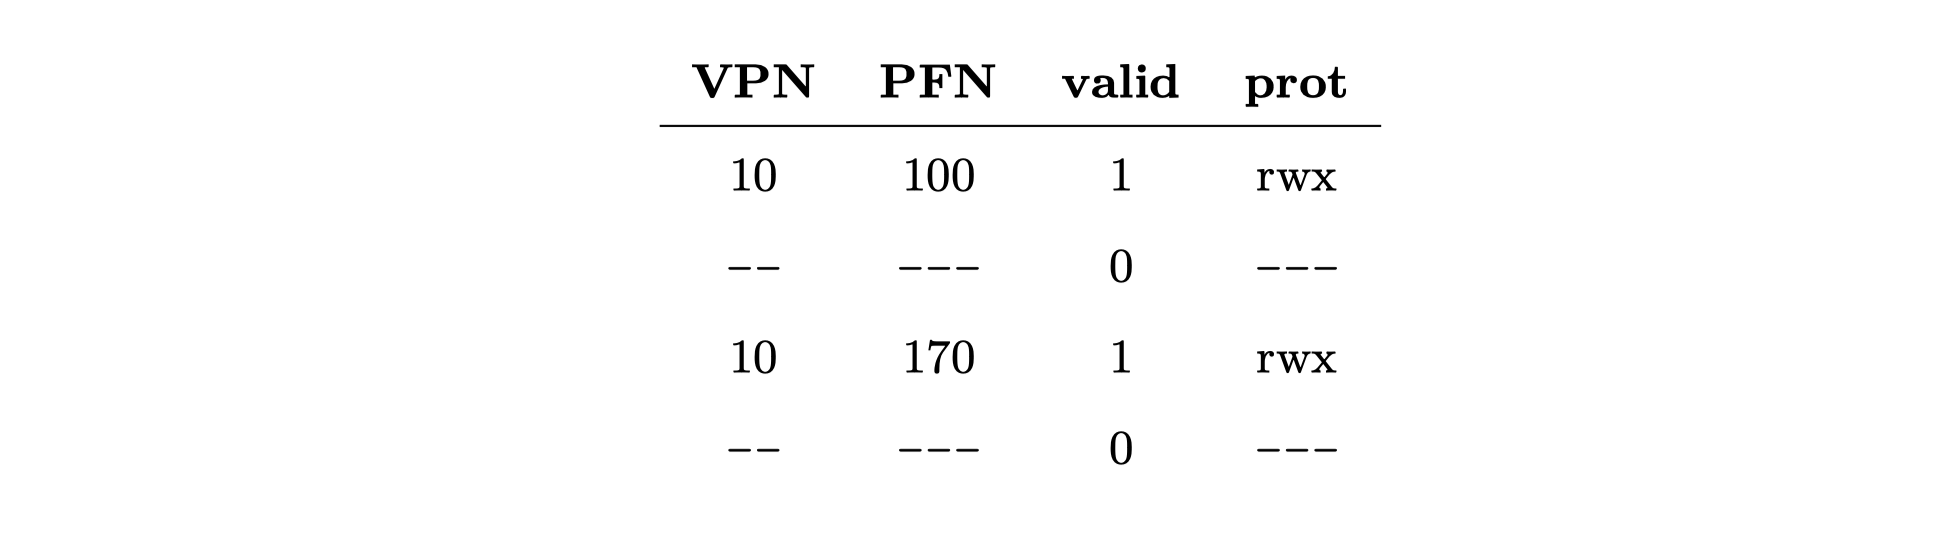 VPN PFN valid prot
10 100 1 rwx
–– ––– 0 –––
10 170 1 rwx
–– ––– 0 –––